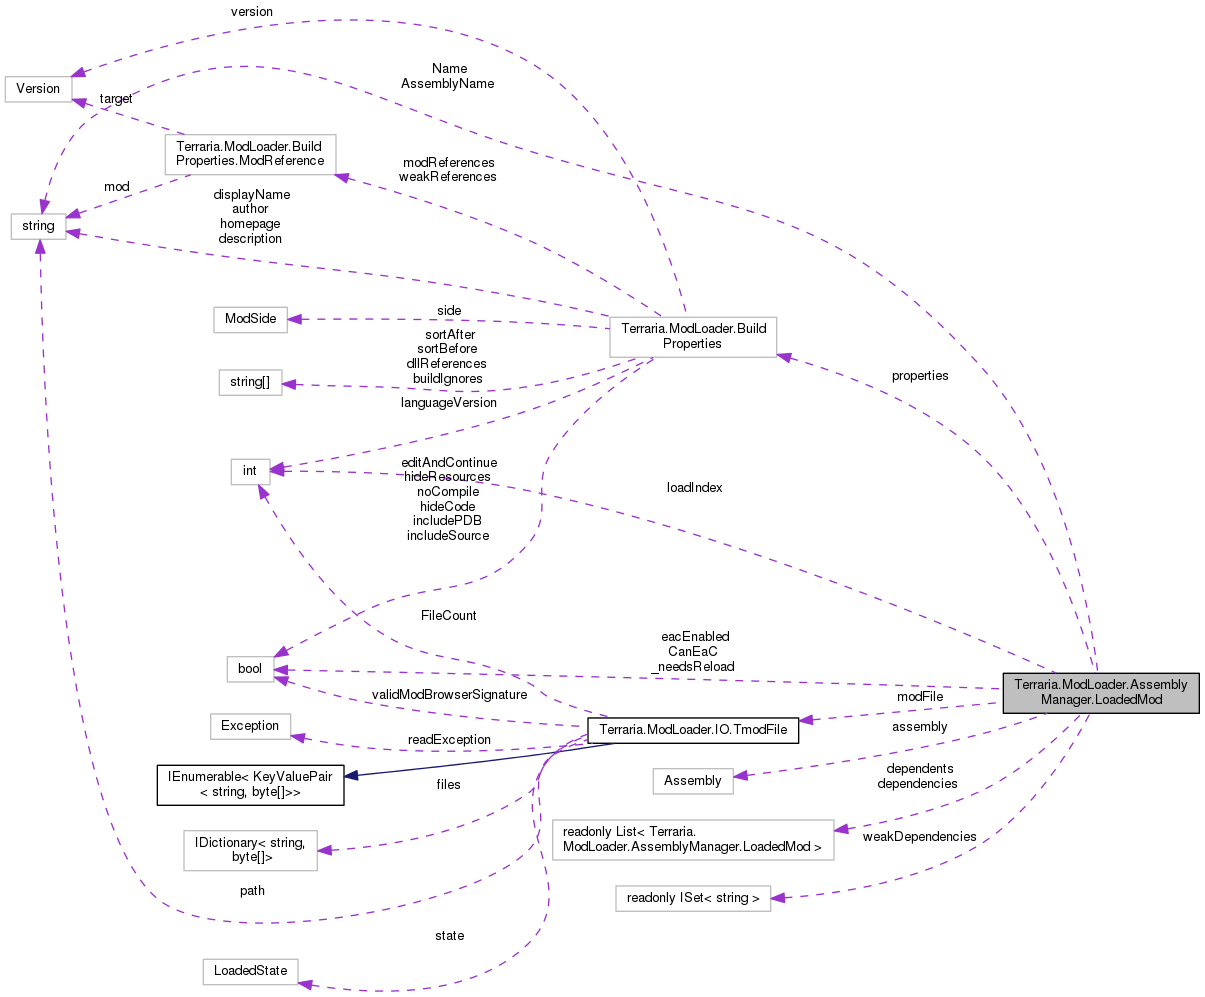 version
Name
AssemblyName
Version
target
Terraria.ModLoader.Build
Properties.ModReference
modReferences
weakReferences
mod
displayName
author
homepage
description
string
ModSide
side
Terraria.ModLoader.Build
Properties
sortAfter
sortBefore
dllReferences
buildIgnores
string[]
properties
languageVersion
int
editAndContinue
hideResources
noCompile
hideCode
includePDB
includeSource
loadIndex
FileCount
eacEnabled
CanEaC
_needsReload
bool
Terraria.ModLoader.Assembly
Manager.LoadedMod
validModBrowserSignature
modFile
Exception
readException
Terraria.ModLoader.IO.TmodFile
assembly
IEnumerable< KeyValuePair
< string, byte[]>>
files
Assembly
dependents
dependencies
IDictionary< string,
byte[]>
readonly List< Terraria.
ModLoader.AssemblyManager.LoadedMod >
weakDependencies
path
readonly ISet< string >
state
LoadedState